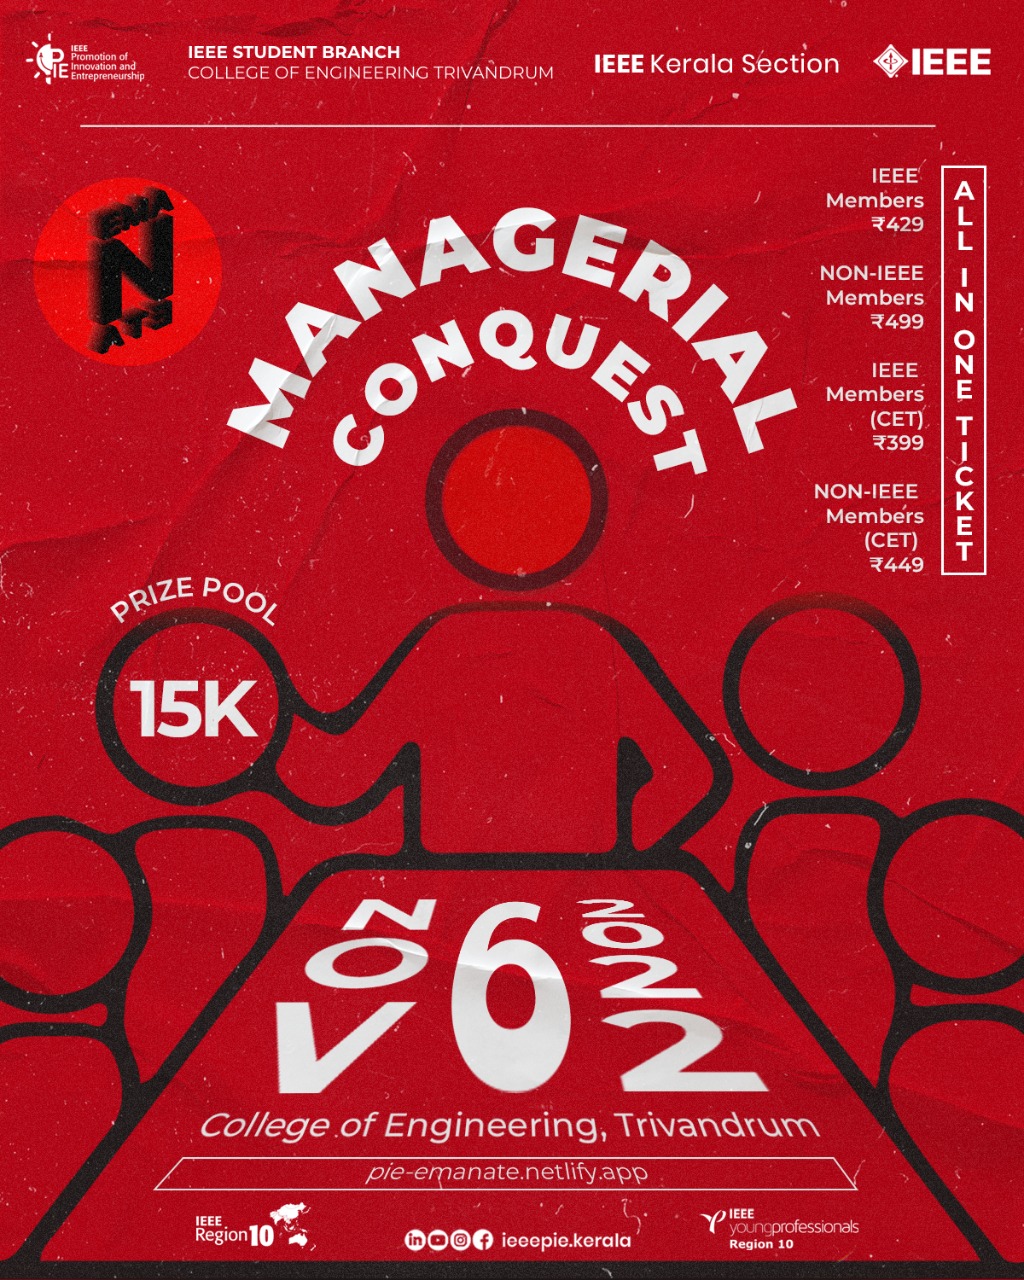 IEEE
Promotion of
Innovation and
Entrepreneurship
PIE
IEEE STUDENT BRANCH
COLLEGE OF ENGINEERING TRIVANDRUM
IEEE Kerala Section
IEEE
EMA
N
ATE
MANAGERIAL
CONQUEST
IEEE
Members
₹429
NON-IEEE
Members
₹499
IEEE
Members
(CET)
₹399
NON-IEEE
Members
(CET)
₹449
ALL IN ONE TICKET
PRIZE POOL
15K
NOV
6
2022
College of Engineering, Trivandrum
pie-emanate.netlify.app
IEEE
Region 10
ieeepie.kerala
IEEE
youngprofessionals
Region 10